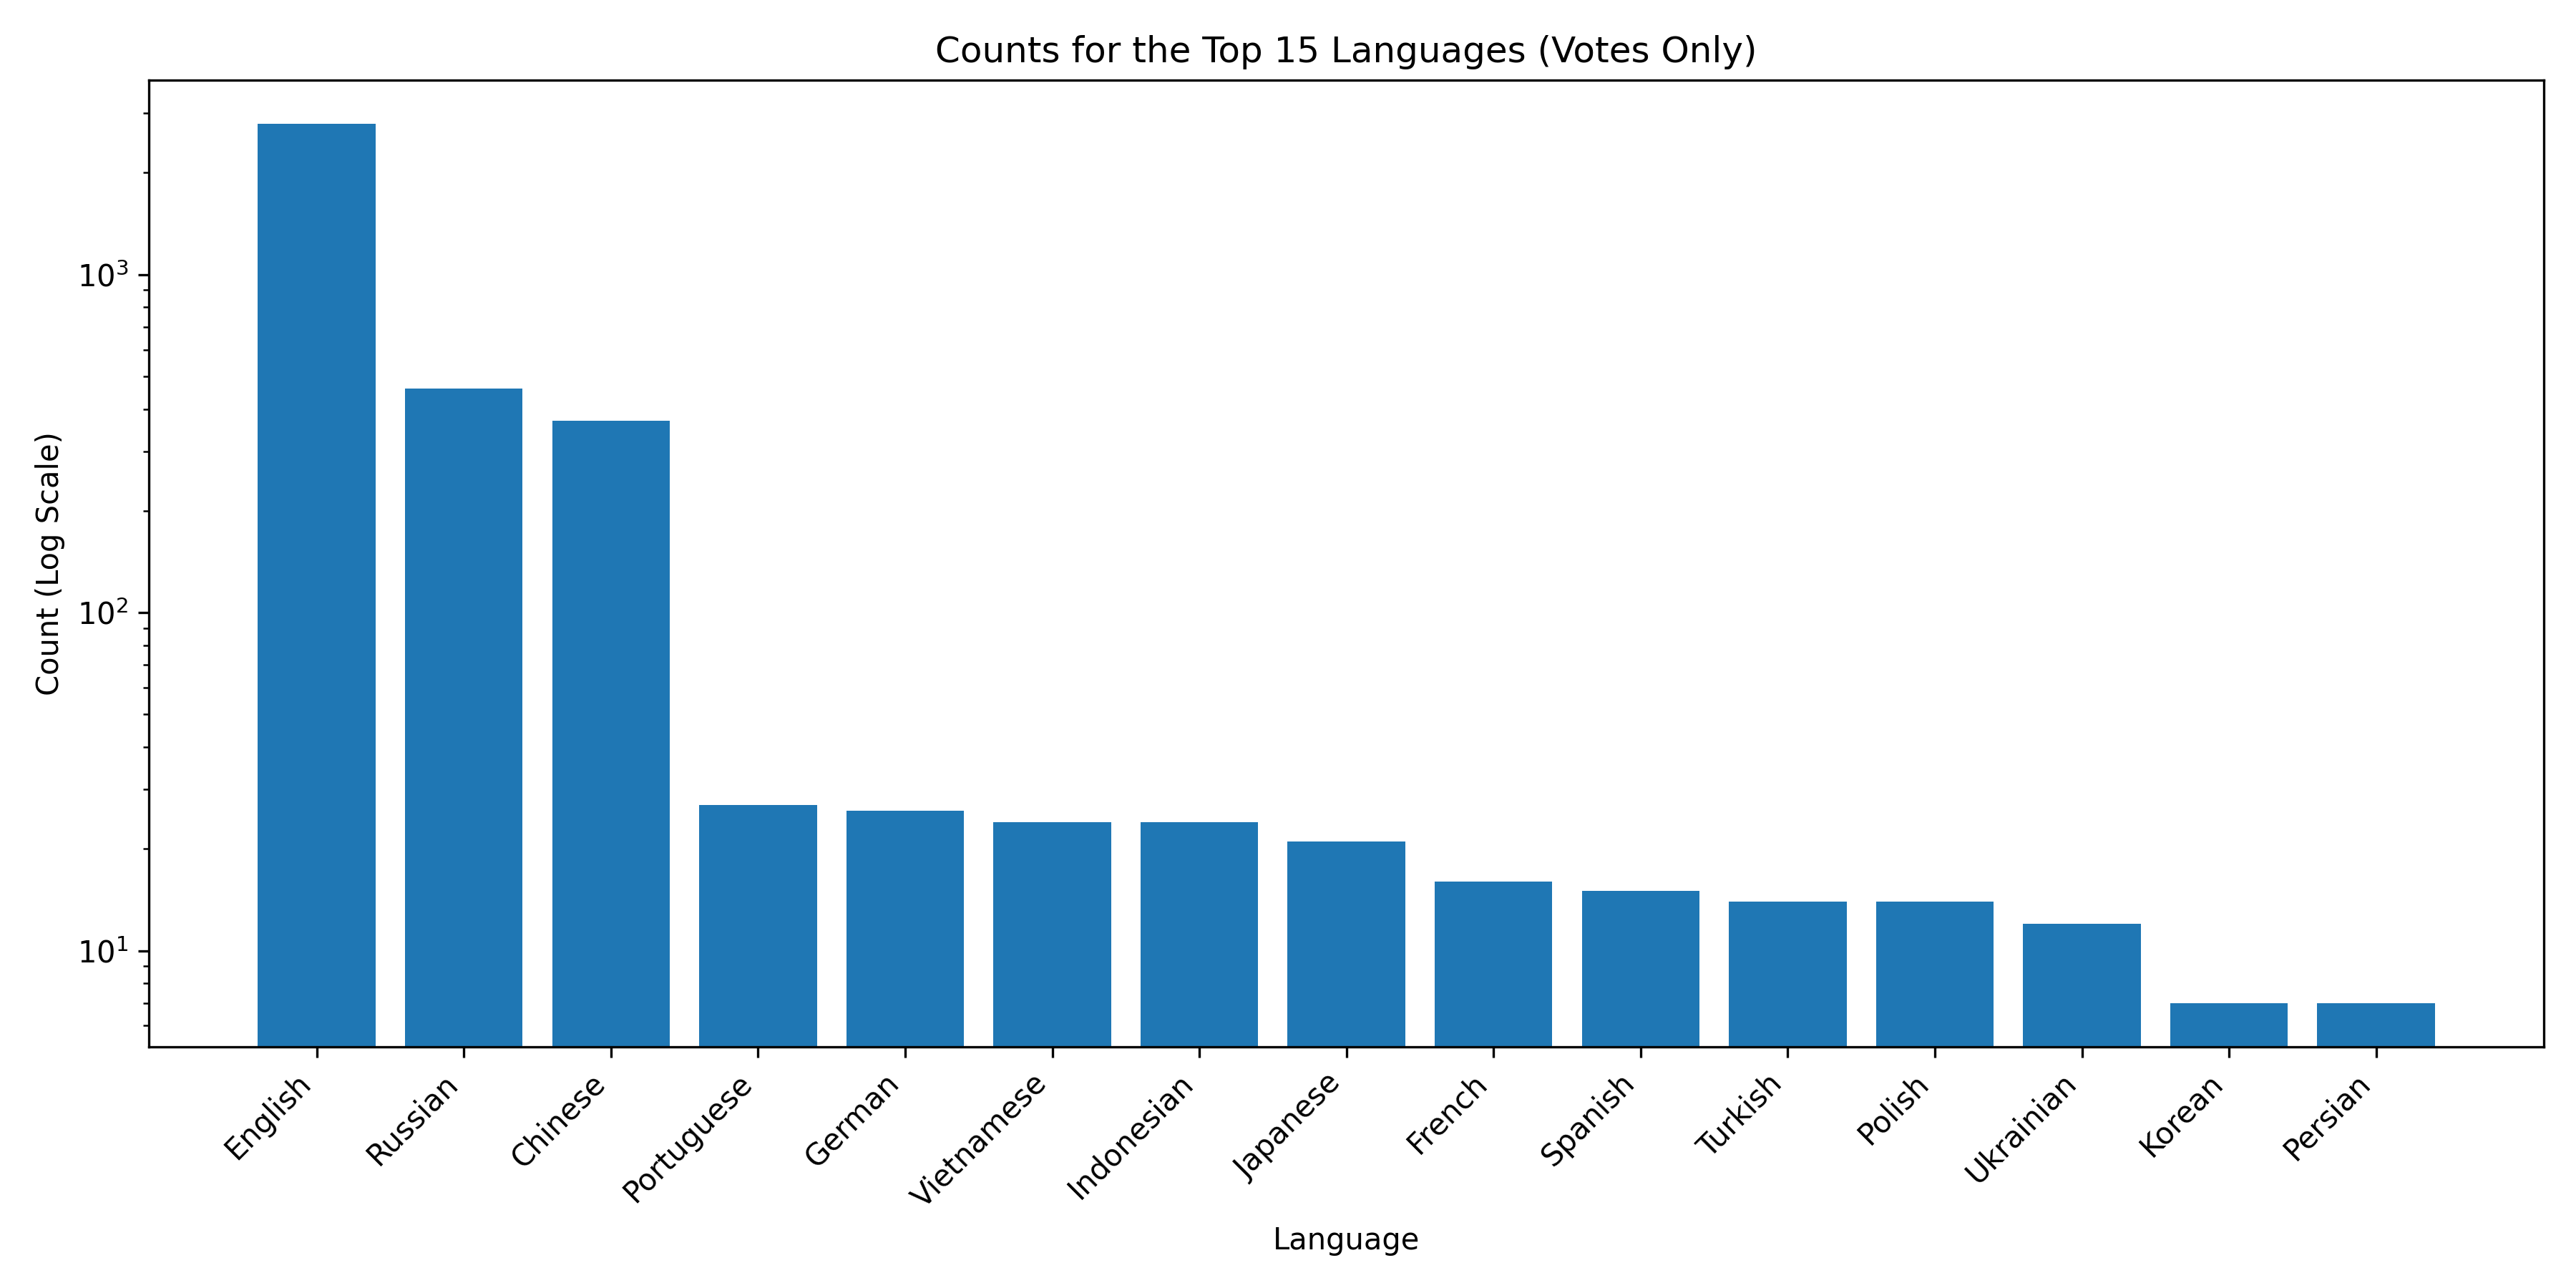 Counts for the Top 15 Languages (Votes Only)
Count (Log Scale)
10³
10²
10¹
English
Russian
Chinese
Portuguese
German
Vietnamese
Indonesian
Japanese
French
Spanish
Turkish
Polish
Ukrainian
Korean
Persian
Language